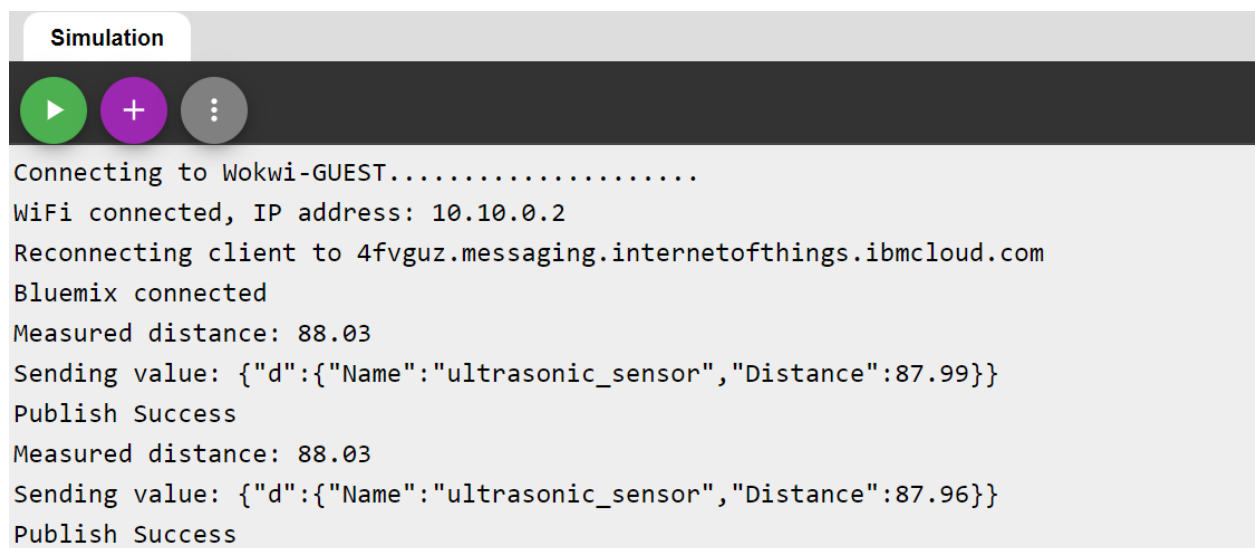 Simulation
Connecting to Wokwi-GUEST.....................
WiFi connected, IP address: 10.10.0.2
Reconnecting client to 4fvguz.messaging.internetofthings.ibmcloud.com
Bluemix connected
Measured distance: 88.03
Sending value: {"d":{"Name":"ultrasonic_sensor","Distance":87.99}}
Publish Success
Measured distance: 88.03
Sending value: {"d":{"Name":"ultrasonic_sensor","Distance":87.96}}
Publish Success